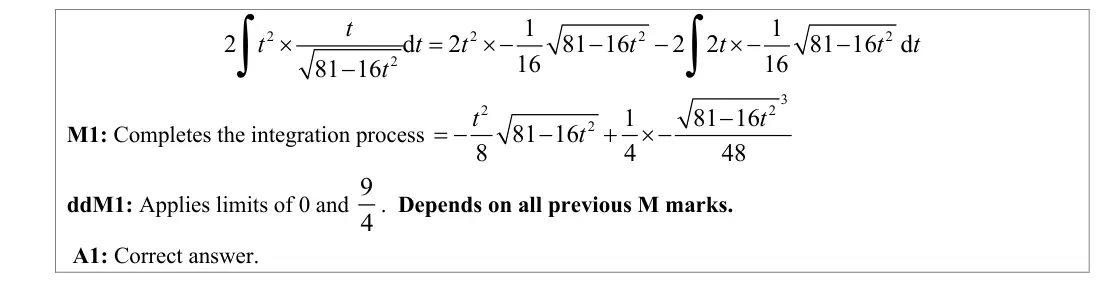 2∫ t² × t/√(81−16t²) dt = 2t² × −1/16 √(81−16t²) − 2∫ 2t × −1/16 √(81−16t²) dt
M1: Completes the integration process = −t²/8 √(81−16t²) + 1/4 × −√(81−16t²)³/48
ddM1: Applies limits of 0 and 9/4. Depends on all previous M marks.
A1: Correct answer.